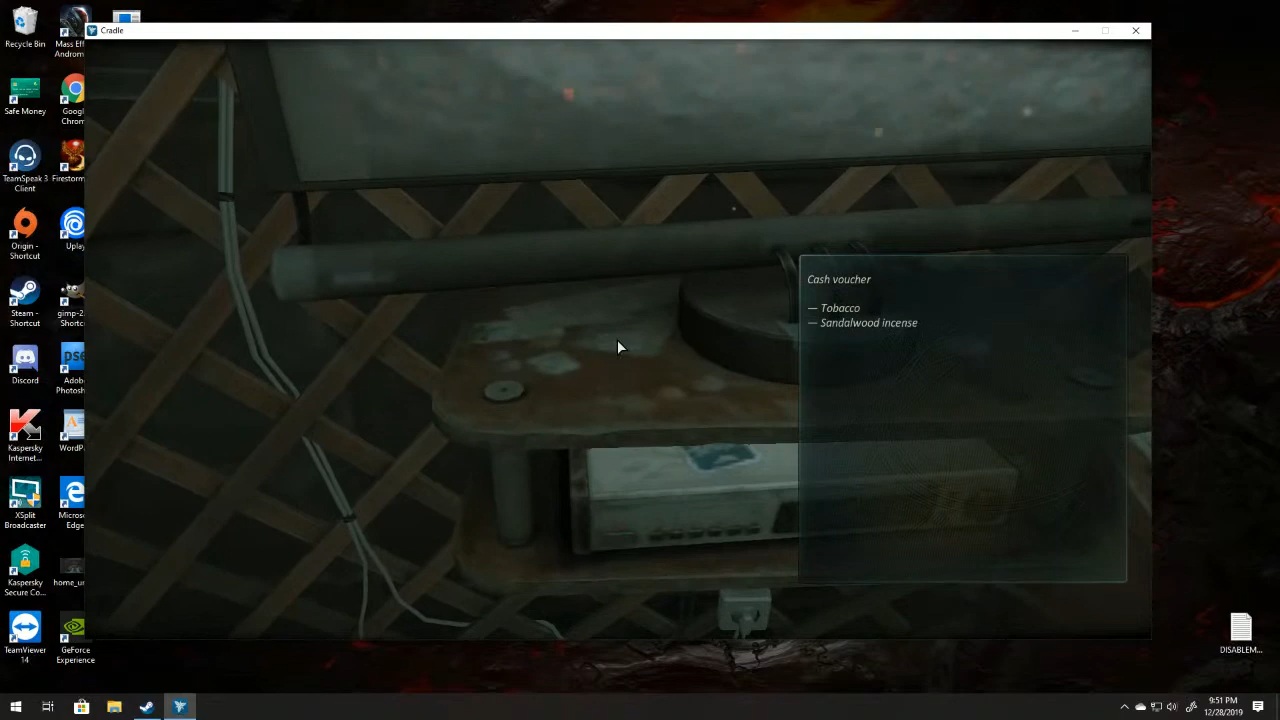 Cradle
Recycle Bin
Mass Eff
Androm...
Safe Money
Googl
Chrom
TeamSpeak 3
Client
Firestorm
Origin -
Shortcut
Uplay
Steam -
Shortcut
gimp-2
Shortc
Discord
Adob
Photosh
Kaspersky
Internet...
WordP
XSplit
Broadcaster
Micros
Edge
Kaspersky
Secure Co...
home_ur
TeamViewer
14
GeForce
Experience
Cash voucher
— Tobacco
— Sandalwood incense
DISABLEM...
9:51 PM
12/28/2019